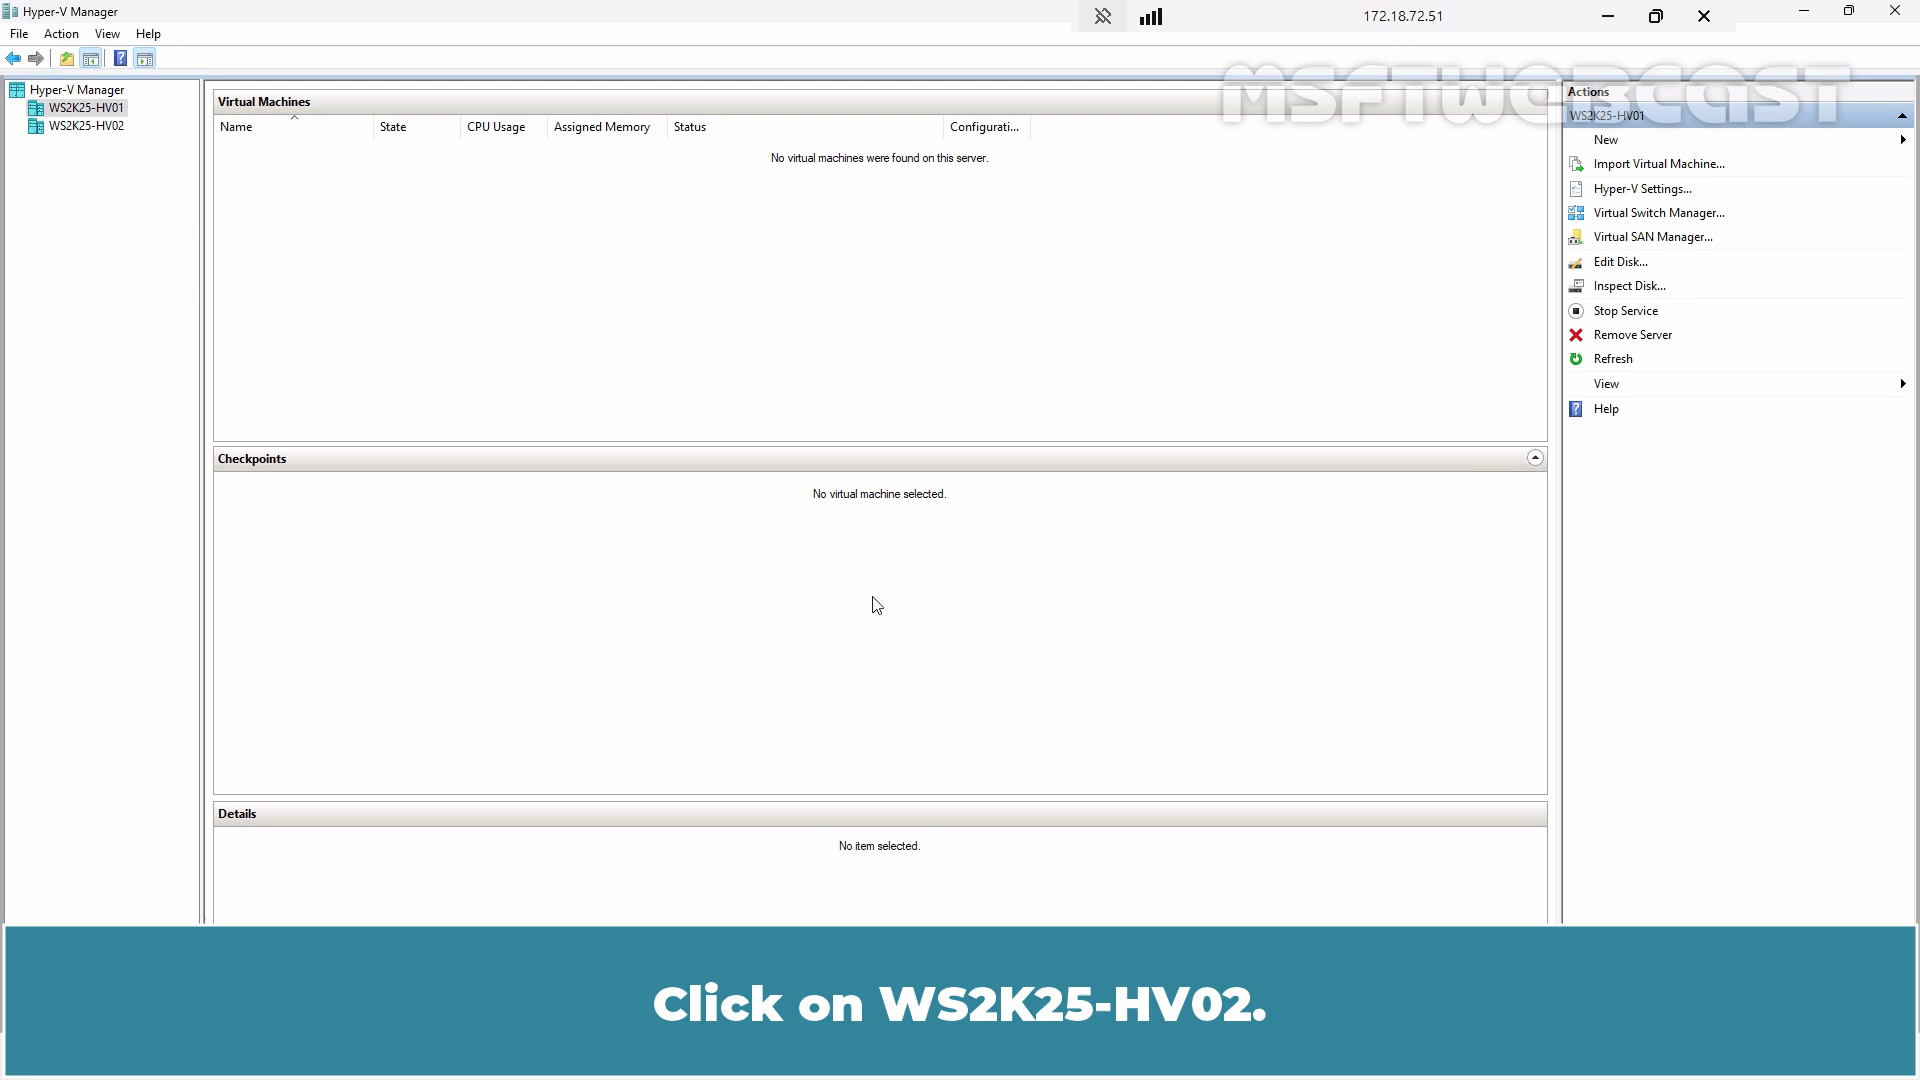 Hyper-V Manager
172.18.72.51
File Action View Help
MSFTWEBCAST
Hyper-V Manager
WS2K25-HV01
WS2K25-HV02
Virtual Machines
Name State CPU Usage Assigned Memory Status Configurati...
No virtual machines were found on this server.
Checkpoints
No virtual machine selected.
Details
No item selected.
Actions
WS2K25-HV01
New
Import Virtual Machine...
Hyper-V Settings...
Virtual Switch Manager...
Virtual SAN Manager...
Edit Disk...
Inspect Disk...
Stop Service
Remove Server
Refresh
View
Help
Click on WS2K25-HV02.